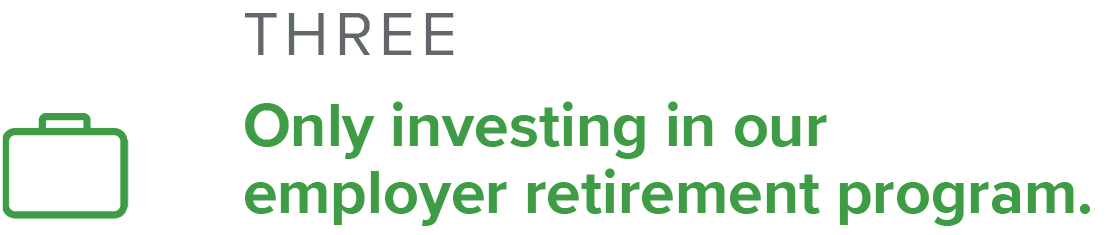 THREE
Only investing in our
employer retirement program.